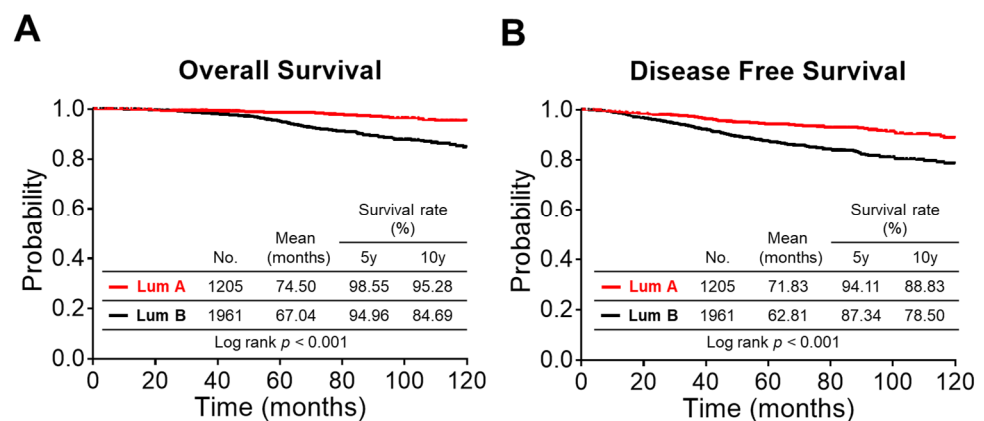 A
Overall Survival
Probability
1.0
0.8
0.6
0.4
0.2
0.0
Survival rate
(%)
No. Mean (months) 5y 10y
Lum A 1205 74.50 98.55 95.28
Lum B 1961 67.04 94.96 84.69
Log rank p < 0.001
0 20 40 60 80 100 120
Time (months)
B
Disease Free Survival
Probability
1.0
0.8
0.6
0.4
0.2
0.0
Survival rate
(%)
No. Mean (months) 5y 10y
Lum A 1205 71.83 94.11 88.83
Lum B 1961 62.81 87.34 78.50
Log rank p < 0.001
0 20 40 60 80 100 120
Time (months)